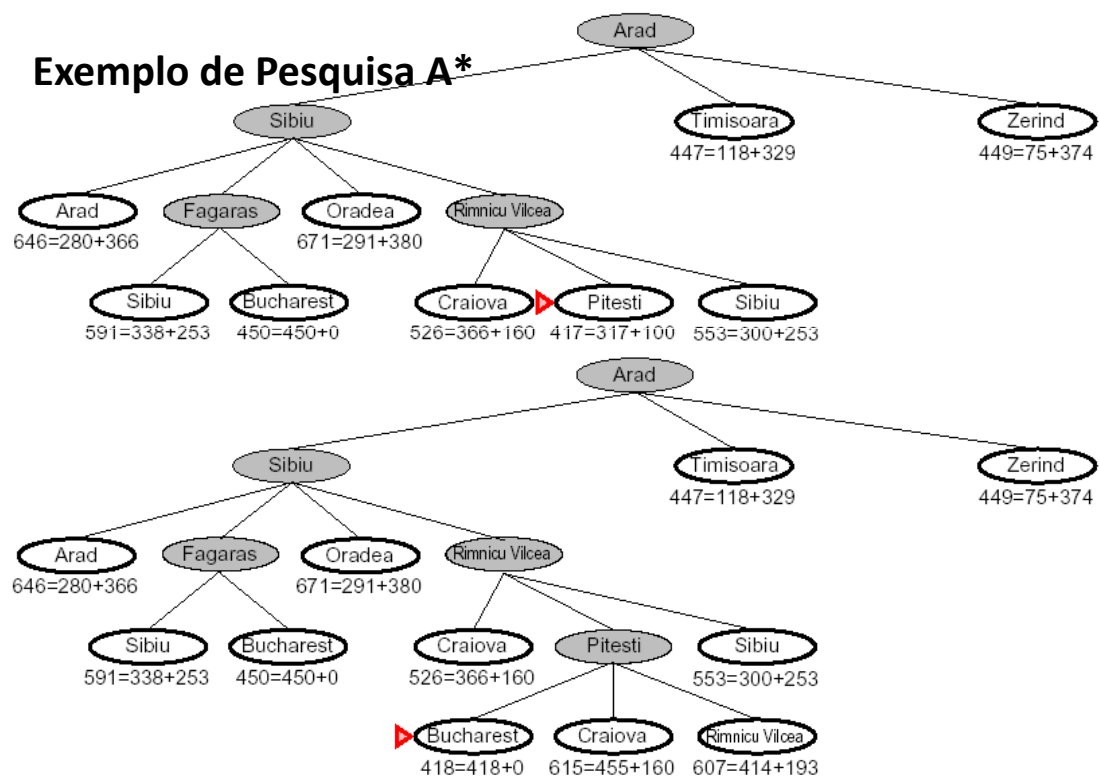 Arad
Exemplo de Pesquisa A*
Sibiu Timisoara Zerind
447=118+329 449=75+374
Arad Fagaras Oradea Rimnicu Vilcea
646=280+366 671=291+380
Sibiu Bucharest Craiova Pitesti Sibiu
591=338+253 450=450+0 526=366+160 417=317+100 553=300+253
Arad
Sibiu Timisoara Zerind
447=118+329 449=75+374
Arad Fagaras Oradea Rimnicu Vilcea
646=280+366 671=291+380
Sibiu Bucharest Craiova Pitesti Sibiu
591=338+253 450=450+0 526=366+160 553=300+253
Bucharest Craiova Rimnicu Vilcea
418=418+0 615=455+160 607=414+193